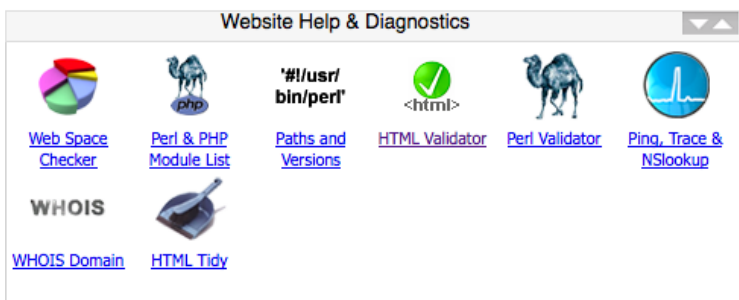 Website Help & Diagnostics
php
'#!/usr/
bin/perl'
<html>
Web Space
Checker
Perl & PHP
Module List
Paths and
Versions
HTML Validator
Perl Validator
Ping, Trace &
NSlookup
WHOIS
WHOIS Domain
HTML Tidy